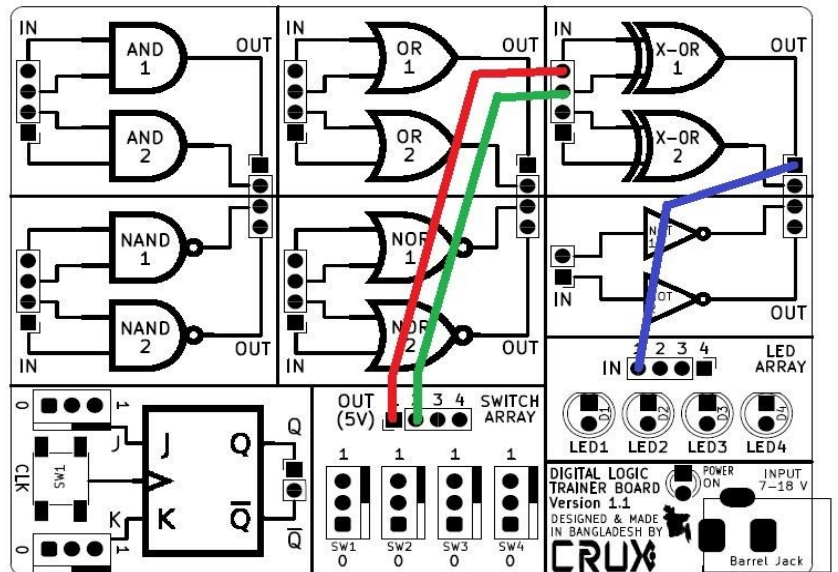 IN
AND
1
AND
2
OUT
IN
OR
1
OR
2
OUT
IN
X-OR
1
X-OR
2
OUT
NAND
1
NAND
2
IN
OUT
NOR
1
NOR
2
IN
OUT
IN
1 2 3 4
IN
LED
ARRAY
D1
D2
D3
D4
LED1 LED2 LED3 LED4
0
1
J
CLK
SW1
K
0
1
J
K
Q
Q
Q
Q
OUT
(5V)
3 4
SWITCH
ARRAY
1 1 1 1
SW1 SW2 SW3 SW4
0 0 0 0
DIGITAL LOGIC
TRAINER BOARD
Version 1.1
DESIGNED & MADE
IN BANGLADESH BY
CRUX
POWER
ON
INPUT
7-18 V
Barrel Jack